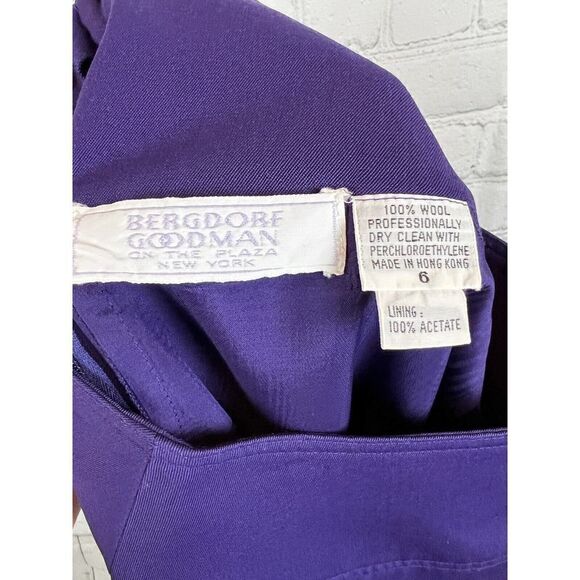 BERGDORF
GOODMAN
ON THE PLAZA
NEW YORK
100% WOOL
PROFESSIONALLY
DRY CLEAN WITH
PERCHLOROETHYLENE
MADE IN HONG KONG
6
LINING :
100% ACETATE